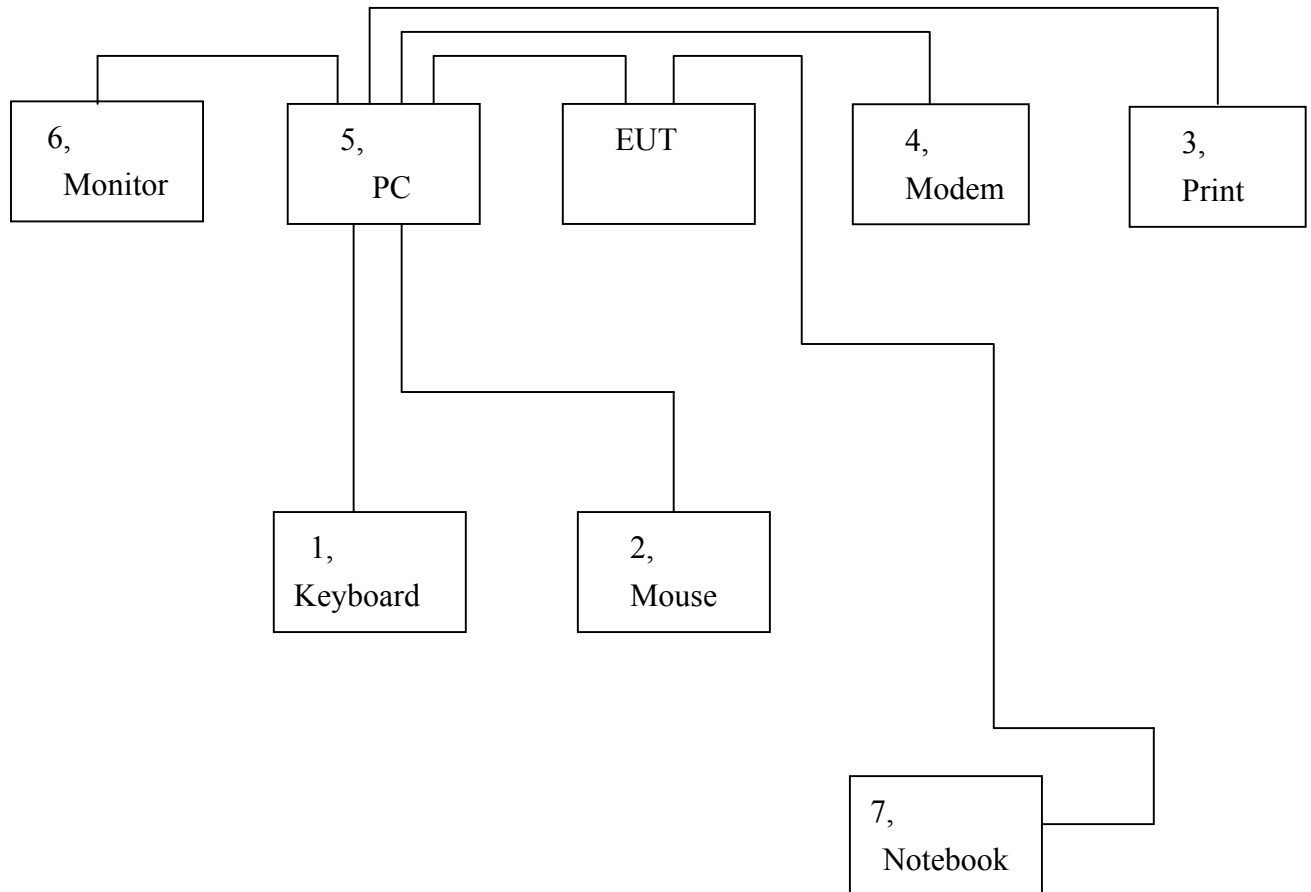 6,
Monitor
5,
PC
EUT
4,
Modem
3,
Print
1,
Keyboard
2,
Mouse
7,
Notebook